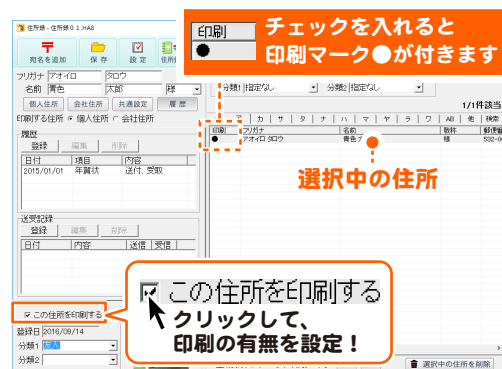 住所録 - 住所録０１.HA8
宛名を追加
保 存
設 定
フリガナ アオイロ タロウ
名前 青色 太郎 様
個人住所 会社住所 共通設定 履 歴
印刷する住所 個人住所 会社住所
履歴
登録 編集 削除
日付 項目 内容
2015/01/01 年賀状 送付、受取
送受記録
登録 編集 削除
日付 内容 送信 受信
この住所を印刷する
登録日 2016/09/14
分類1 友人
分類2
印刷
チェックを入れると
印刷マーク●が付きます
分類1 指定なし 分類2 指定なし
1/1件該当
ア カ サ タ ナ ハ マ ヤ ラ ワ AB 他 検索
印刷 フリガナ 名前 敬称
● アオイロ タロウ 青色 様 532-0
選択中の住所
この住所を印刷する
クリックして、
印刷の有無を設定！
選択中の住所を削除